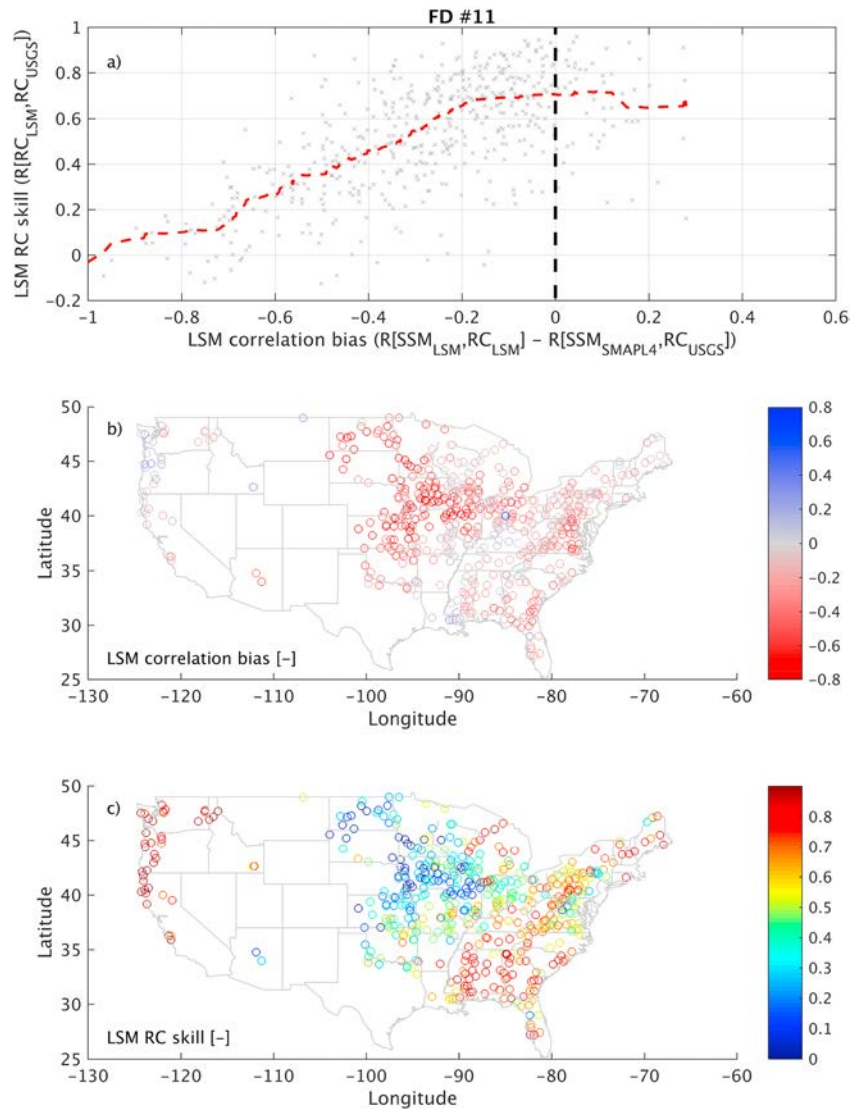 FD #11
a)
LSM RC skill (R[RC_LSM,RC_USGS])
1
0.8
0.6
0.4
0.2
0
−0.2
−1 −0.8 −0.6 −0.4 −0.2 0 0.2 0.4 0.6
LSM correlation bias (R[SSM_LSM,RC_LSM] − R[SSM_SMAPL4,RC_USGS])
b)
Latitude
50
45
40
35
30
25
LSM correlation bias [−]
−130 −120 −110 −100 −90 −80 −70 −60
Longitude
0.8
0.6
0.4
0.2
0
−0.2
−0.4
−0.6
−0.8
c)
Latitude
50
45
40
35
30
25
LSM RC skill [−]
−130 −120 −110 −100 −90 −80 −70 −60
Longitude
0.8
0.7
0.6
0.5
0.4
0.3
0.2
0.1
0